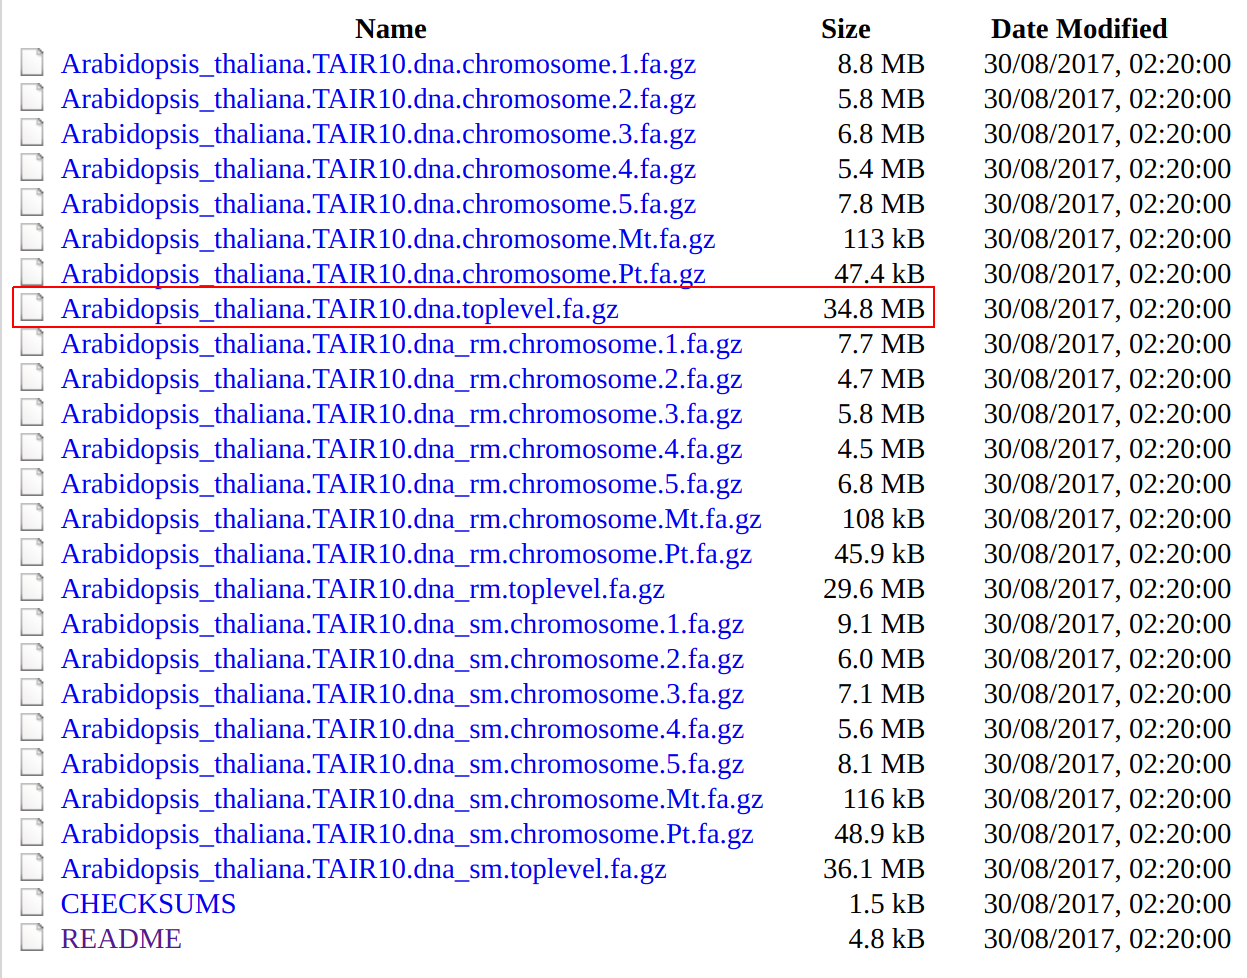 Name Size Date Modified
Arabidopsis_thaliana.TAIR10.dna.chromosome.1.fa.gz 8.8 MB 30/08/2017, 02:20:00
Arabidopsis_thaliana.TAIR10.dna.chromosome.2.fa.gz 5.8 MB 30/08/2017, 02:20:00
Arabidopsis_thaliana.TAIR10.dna.chromosome.3.fa.gz 6.8 MB 30/08/2017, 02:20:00
Arabidopsis_thaliana.TAIR10.dna.chromosome.4.fa.gz 5.4 MB 30/08/2017, 02:20:00
Arabidopsis_thaliana.TAIR10.dna.chromosome.5.fa.gz 7.8 MB 30/08/2017, 02:20:00
Arabidopsis_thaliana.TAIR10.dna.chromosome.Mt.fa.gz 113 kB 30/08/2017, 02:20:00
Arabidopsis_thaliana.TAIR10.dna.chromosome.Pt.fa.gz 47.4 kB 30/08/2017, 02:20:00
Arabidopsis_thaliana.TAIR10.dna.toplevel.fa.gz 34.8 MB 30/08/2017, 02:20:00
Arabidopsis_thaliana.TAIR10.dna_rm.chromosome.1.fa.gz 7.7 MB 30/08/2017, 02:20:00
Arabidopsis_thaliana.TAIR10.dna_rm.chromosome.2.fa.gz 4.7 MB 30/08/2017, 02:20:00
Arabidopsis_thaliana.TAIR10.dna_rm.chromosome.3.fa.gz 5.8 MB 30/08/2017, 02:20:00
Arabidopsis_thaliana.TAIR10.dna_rm.chromosome.4.fa.gz 4.5 MB 30/08/2017, 02:20:00
Arabidopsis_thaliana.TAIR10.dna_rm.chromosome.5.fa.gz 6.8 MB 30/08/2017, 02:20:00
Arabidopsis_thaliana.TAIR10.dna_rm.chromosome.Mt.fa.gz 108 kB 30/08/2017, 02:20:00
Arabidopsis_thaliana.TAIR10.dna_rm.chromosome.Pt.fa.gz 45.9 kB 30/08/2017, 02:20:00
Arabidopsis_thaliana.TAIR10.dna_rm.toplevel.fa.gz 29.6 MB 30/08/2017, 02:20:00
Arabidopsis_thaliana.TAIR10.dna_sm.chromosome.1.fa.gz 9.1 MB 30/08/2017, 02:20:00
Arabidopsis_thaliana.TAIR10.dna_sm.chromosome.2.fa.gz 6.0 MB 30/08/2017, 02:20:00
Arabidopsis_thaliana.TAIR10.dna_sm.chromosome.3.fa.gz 7.1 MB 30/08/2017, 02:20:00
Arabidopsis_thaliana.TAIR10.dna_sm.chromosome.4.fa.gz 5.6 MB 30/08/2017, 02:20:00
Arabidopsis_thaliana.TAIR10.dna_sm.chromosome.5.fa.gz 8.1 MB 30/08/2017, 02:20:00
Arabidopsis_thaliana.TAIR10.dna_sm.chromosome.Mt.fa.gz 116 kB 30/08/2017, 02:20:00
Arabidopsis_thaliana.TAIR10.dna_sm.chromosome.Pt.fa.gz 48.9 kB 30/08/2017, 02:20:00
Arabidopsis_thaliana.TAIR10.dna_sm.toplevel.fa.gz 36.1 MB 30/08/2017, 02:20:00
CHECKSUMS 1.5 kB 30/08/2017, 02:20:00
README 4.8 kB 30/08/2017, 02:20:00